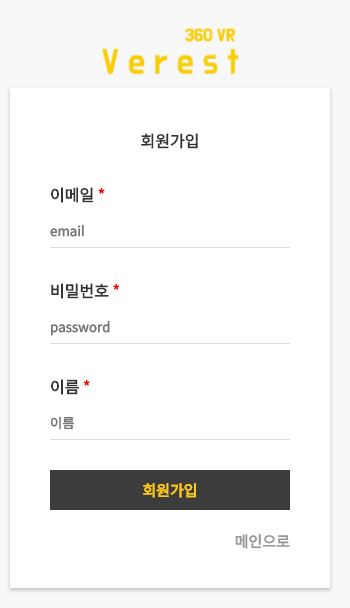 360 VR
Verest
회원가입
이메일 *
email
비밀번호 *
password
이름 *
이름
회원가입
메인으로